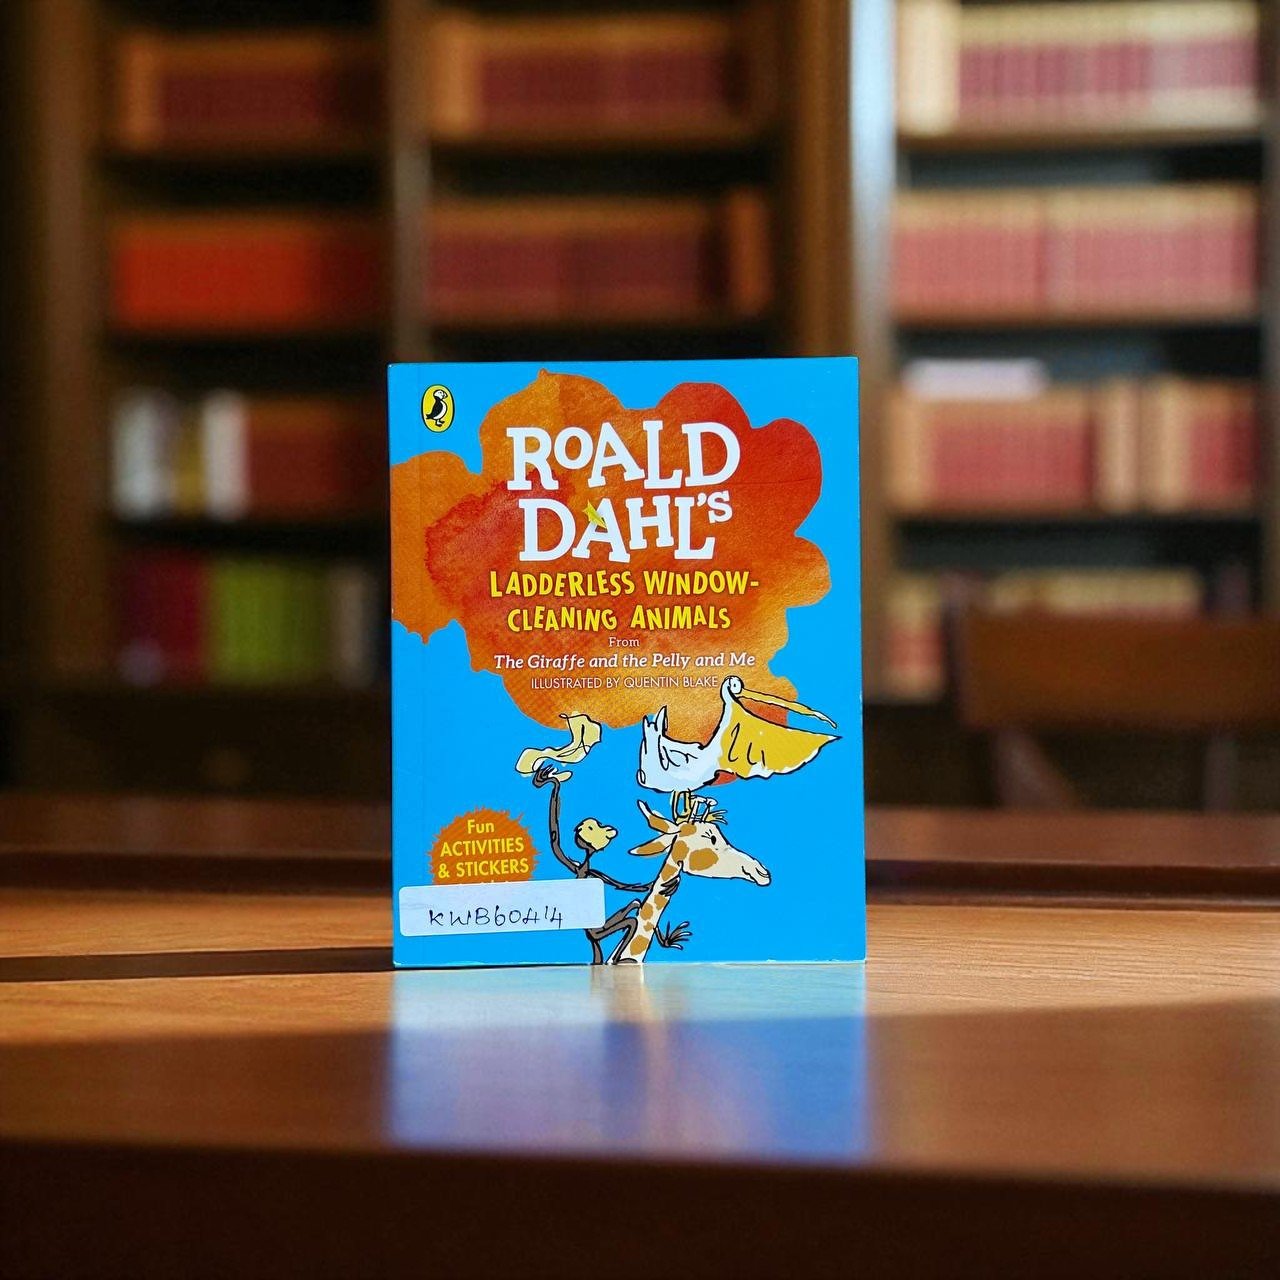 ROALD
DAHL'S
LADDERLESS WINDOW-
CLEANING ANIMALS
From
The Giraffe and the Pelly and Me
ILLUSTRATED BY QUENTIN BLAKE
Fun
ACTIVITIES
& STICKERS
KWB60414